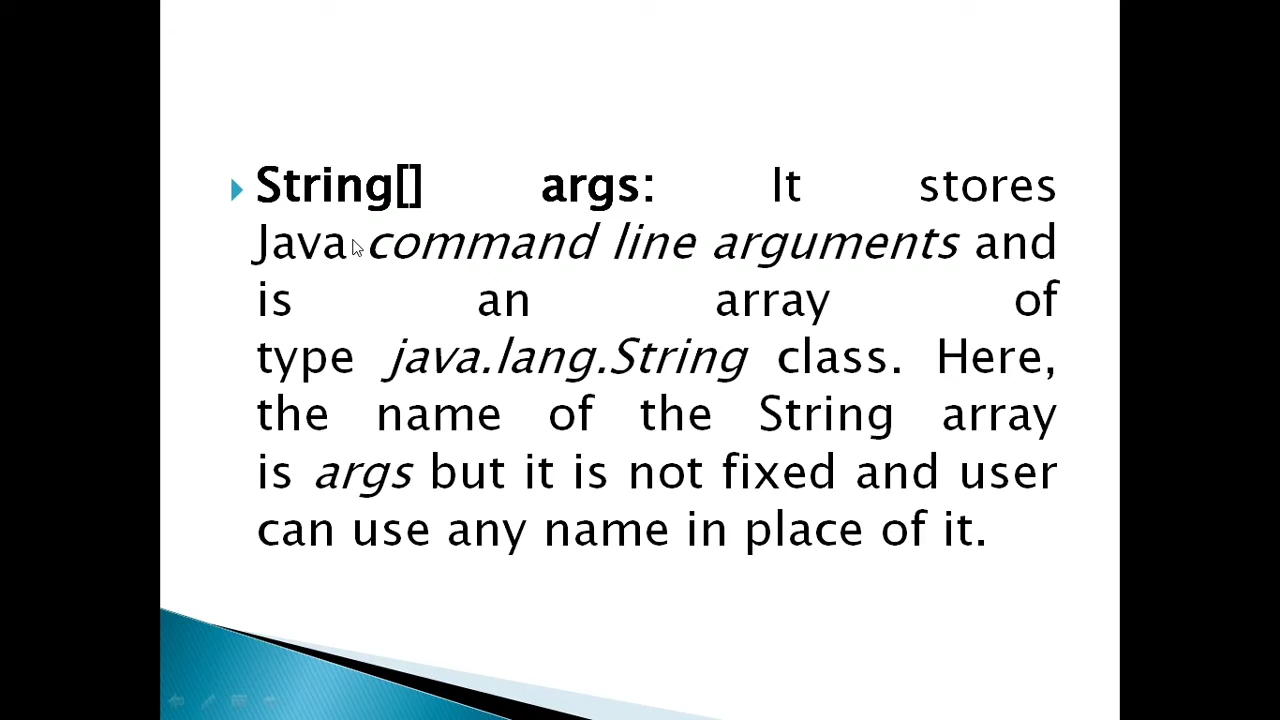 String[] args: It stores
Java command line arguments and
is an array of
type java.lang.String class. Here,
the name of the String array
is args but it is not fixed and user
can use any name in place of it.